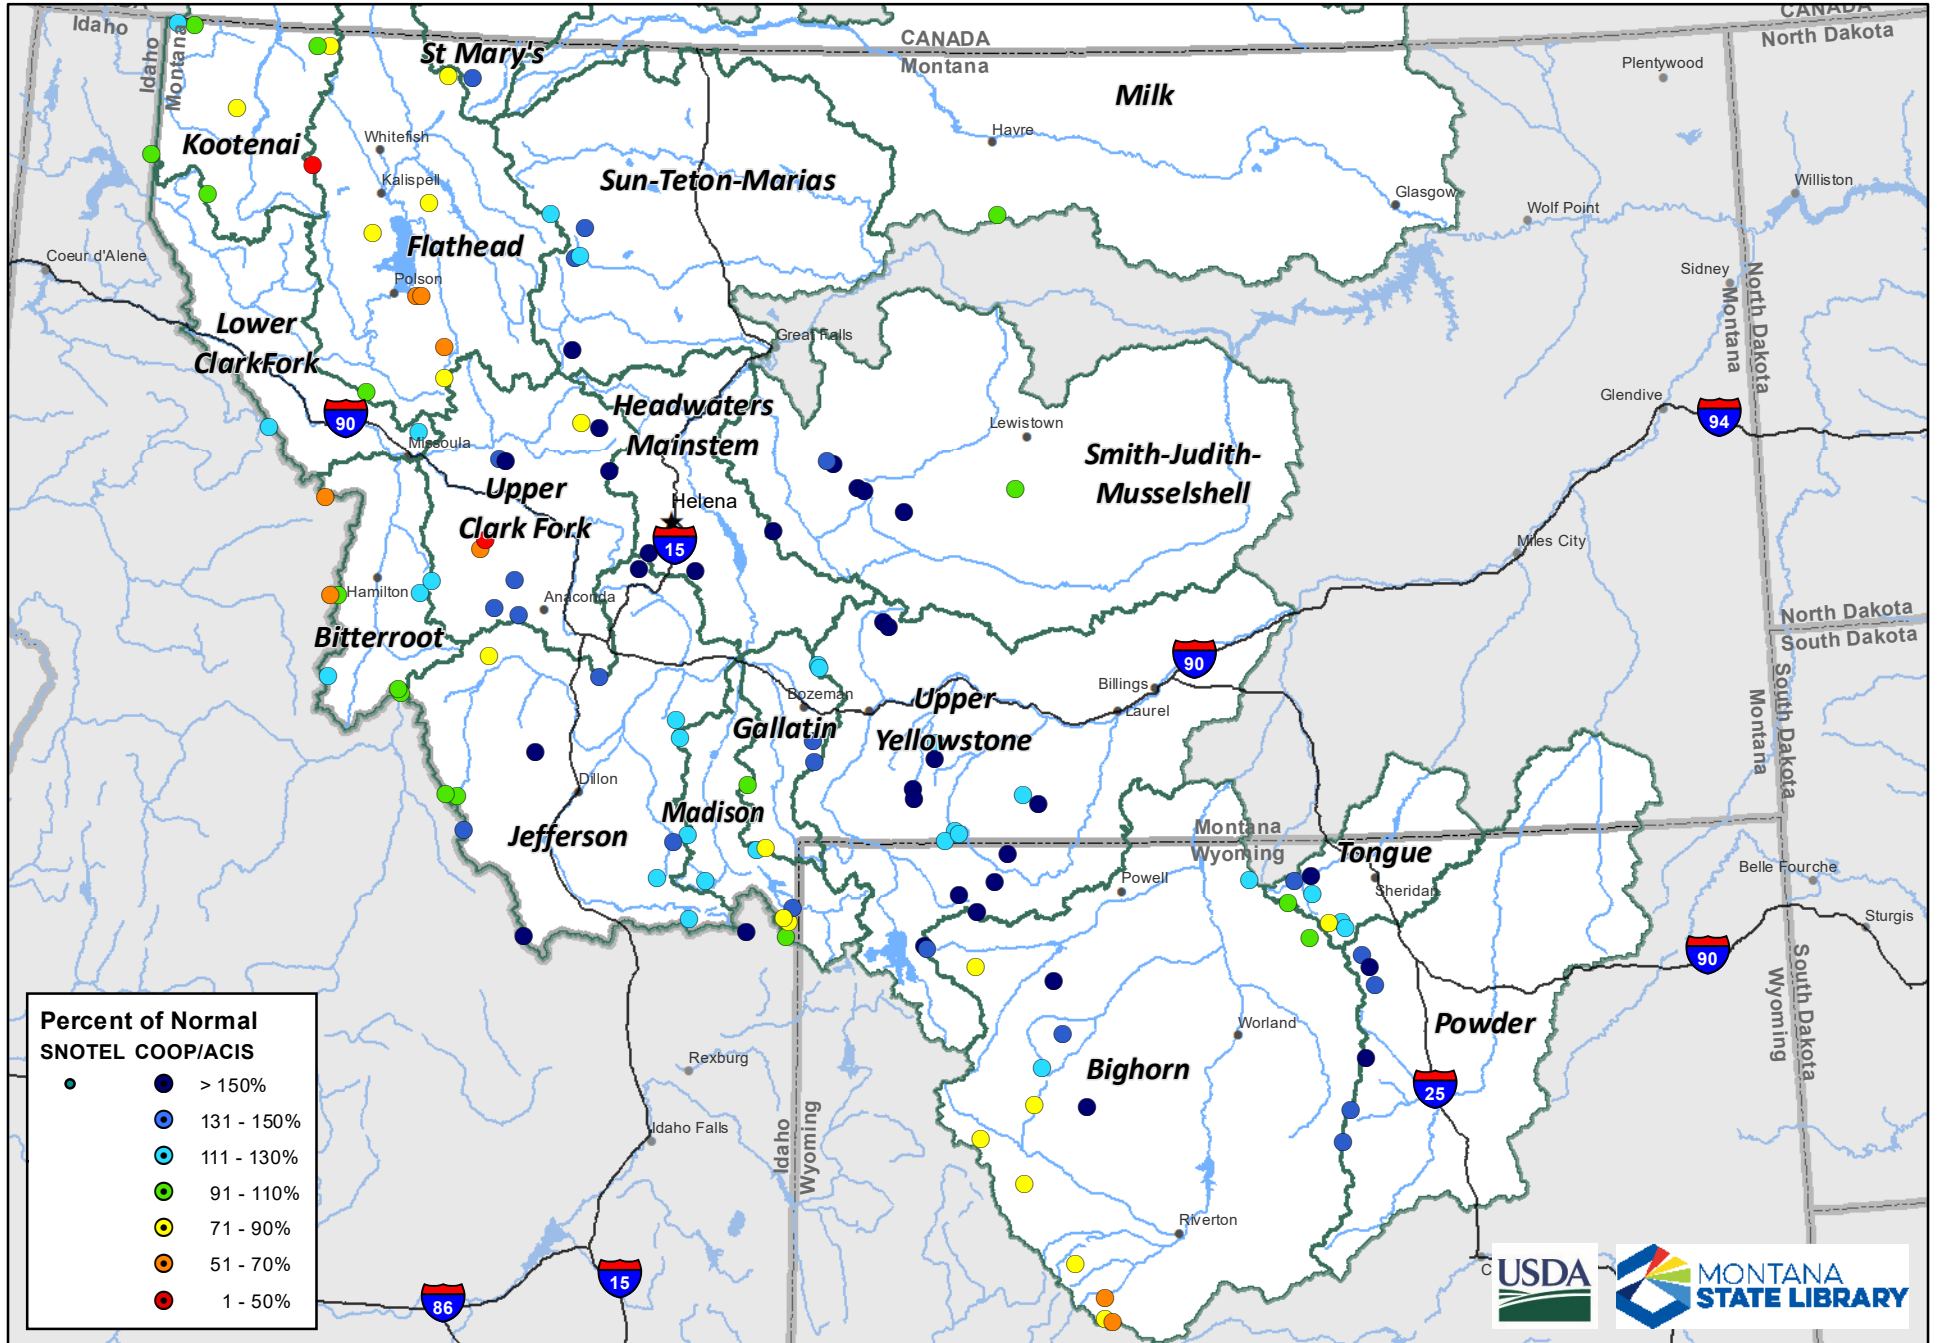 Idaho
CANADA
Montana
CANADA
North Dakota
Idaho
Montana
St Mary's
Milk
Plentywood
Kootenai
Whitefish
Havre
Kalispell
Sun-Teton-Marias
Glasgow
Williston
Wolf Point
Flathead
Coeur d'Alene
Polson
Sidney
North Dakota
Montana
Lower
ClarkFork
Great Falls
Headwaters
Mainstem
Lewistown
Glendive
94
90
Missoula
Smith-Judith-
Musselshell
Upper
Clark Fork
Helena
15
Miles City
Hamilton
Anaconda
North Dakota
South Dakota
Bitterroot
90
Bozeman
Billings
Laurel
Gallatin
Upper
Yellowstone
South Dakota
Montana
Dillon
Madison
Jefferson
Montana
Wyoming
Tongue
Powell
Sheridan
Belle Fourche
Sturgis
90
South Dakota
Wyoming
Powder
Worland
Bighorn
25
Rexburg
Idaho Falls
Idaho
Wyoming
Riverton
15
86
C
Percent of Normal
SNOTEL COOP/ACIS
> 150%
131 - 150%
111 - 130%
91 - 110%
71 - 90%
51 - 70%
1 - 50%
USDA
MONTANA
STATE LIBRARY